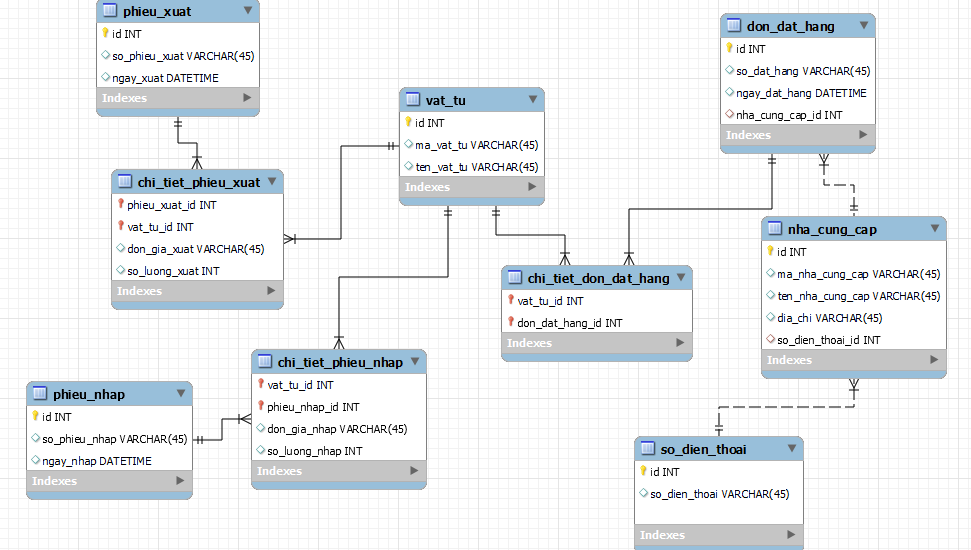 phieu_xuat
id INT
so_phieu_xuat VARCHAR(45)
ngay_xuat DATETIME
Indexes
chi_tiet_phieu_xuat
phieu_xuat_id INT
vat_tu_id INT
don_gia_xuat VARCHAR(45)
so_luong_xuat INT
Indexes
vat_tu
id INT
ma_vat_tu VARCHAR(45)
ten_vat_tu VARCHAR(45)
Indexes
don_dat_hang
id INT
so_dat_hang VARCHAR(45)
ngay_dat_hang DATETIME
nha_cung_cap_id INT
Indexes
nha_cung_cap
id INT
ma_nha_cung_cap VARCHAR(45)
ten_nha_cung_cap VARCHAR(45)
dia_chi VARCHAR(45)
so_dien_thoai_id INT
Indexes
chi_tiet_don_dat_hang
vat_tu_id INT
don_dat_hang_id INT
Indexes
chi_tiet_phieu_nhap
vat_tu_id INT
phieu_nhap_id INT
don_gia_nhap VARCHAR(45)
so_luong_nhap INT
Indexes
phieu_nhap
id INT
so_phieu_nhap VARCHAR(45)
ngay_nhap DATETIME
Indexes
so_dien_thoai
id INT
so_dien_thoai VARCHAR(45)
Indexes